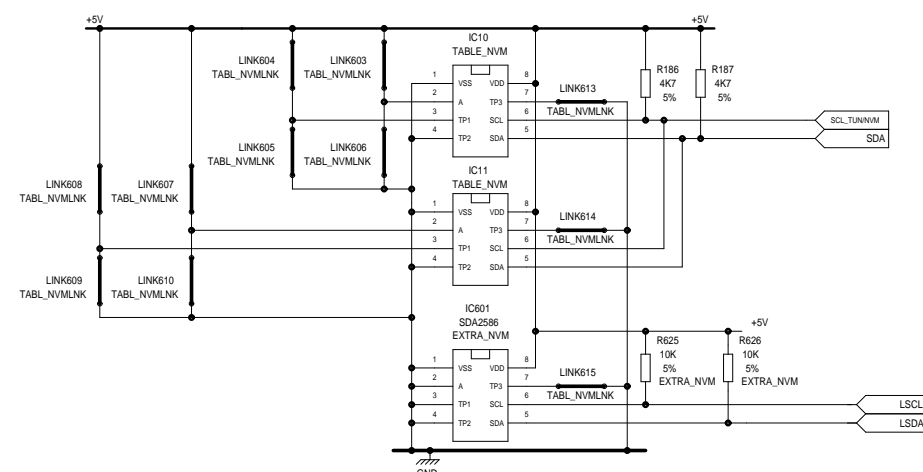 +5V
+5V
IC10
TABLE_NVM
LINK604
TABL_NVMLNK
LINK603
TABL_NVMLNK
1 VSS VDD 8
2 A TP3 7
3 TP1 SCL 6
4 TP2 SDA 5
LINK613
TABL_NVMLNK
R186
4K7
5%
R187
4K7
5%
SCL_TUN/NVM
SDA
LINK605
TABL_NVMLNK
LINK606
TABL_NVMLNK
IC11
TABLE_NVM
LINK608
TABL_NVMLNK
LINK607
TABL_NVMLNK
1 VSS VDD 8
2 A TP3 7
3 TP1 SCL 6
4 TP2 SDA 5
LINK614
TABL_NVMLNK
LINK609
TABL_NVMLNK
LINK610
TABL_NVMLNK
IC601
SDA2586
EXTRA_NVM
+5V
1 VSS VDD 8
2 A TP3 7
3 TP1 SCL 6
4 TP2 SDA 5
LINK615
TABL_NVMLNK
R625
10K
5%
EXTRA_NVM
R626
10K
5%
EXTRA_NVM
LSCL
LSDA
GND